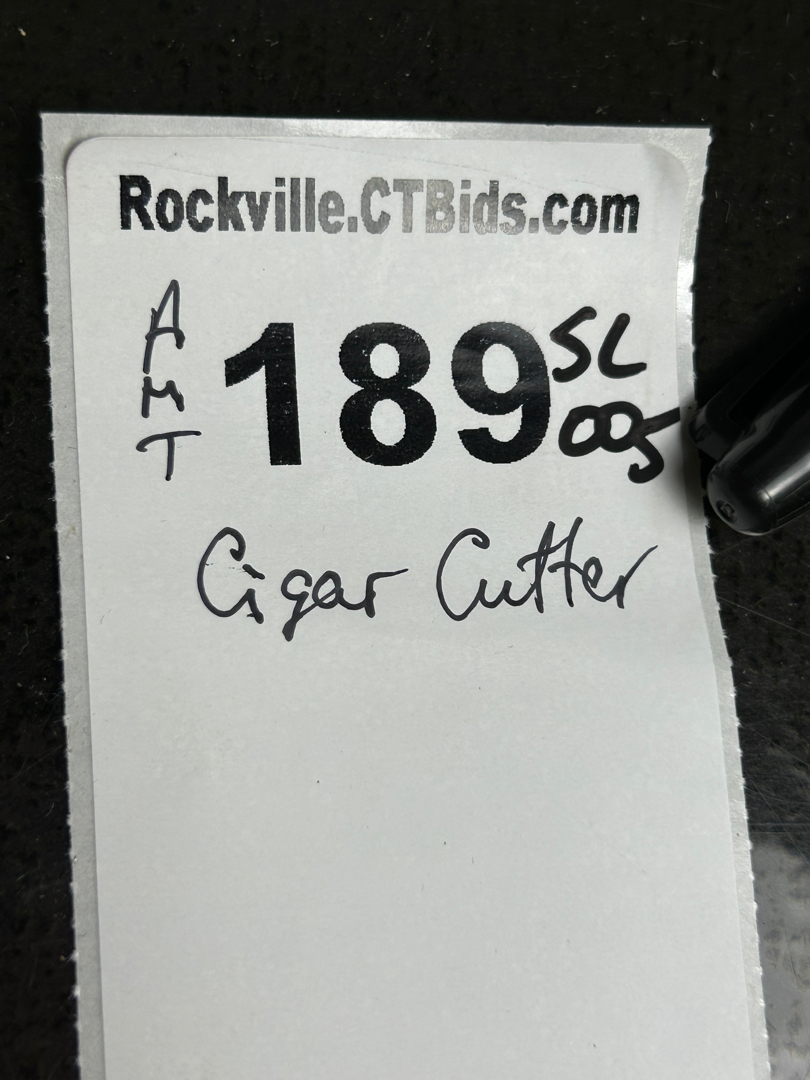 Rockville.CTBids.com
AMT
189
SL
005
Cigar Cutter